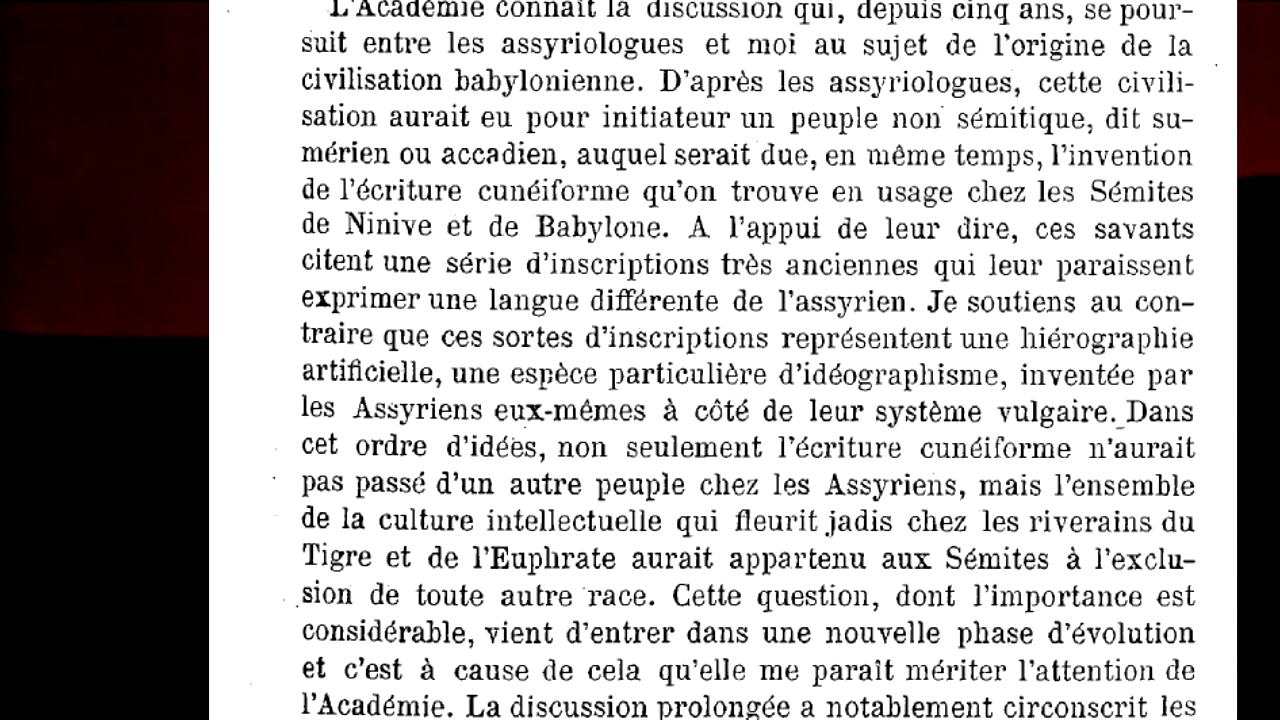 L'Académie connaît la discussion qui, depuis cinq ans, se pour-
suit entre les assyriologues et moi au sujet de l'origine de la
civilisation babylonienne. D'après les assyriologues, cette civili-
sation aurait eu pour initiateur un peuple non sémitique, dit su-
mérien ou accadien, auquel serait due, en même temps, l'invention
de l'écriture cunéiforme qu'on trouve en usage chez les Sémites
de Ninive et de Babylone. A l'appui de leur dire, ces savants
citent une série d'inscriptions très anciennes qui leur paraissent
exprimer une langue différente de l'assyrien. Je soutiens au con-
traire que ces sortes d'inscriptions représentent une hiérographie
artificielle, une espèce particulière d'idéographisme, inventée par
les Assyriens eux-mêmes à côté de leur système vulgaire. Dans
cet ordre d'idées, non seulement l'écriture cunéiforme n'aurait
pas passé d'un autre peuple chez les Assyriens, mais l'ensemble
de la culture intellectuelle qui fleurit jadis chez les riverains du
Tigre et de l'Euphrate aurait appartenu aux Sémites à l'exclu-
sion de toute autre race. Cette question, dont l'importance est
considérable, vient d'entrer dans une nouvelle phase d'évolution
et c'est à cause de cela qu'elle me paraît mériter l'attention de
l'Académie. La discussion prolongée a notablement circonscrit les